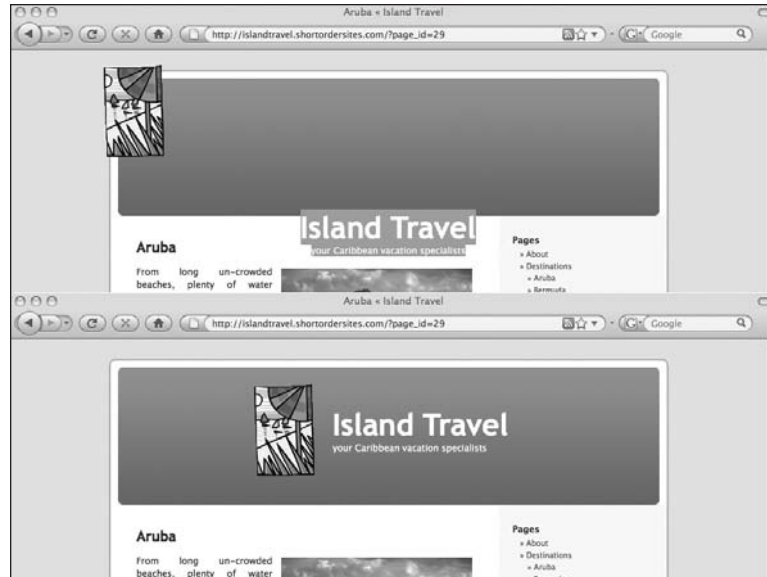 Aruba « Island Travel
http://islandtravel.shortordersites.com/?page_id=29
Google
Island Travel
your Caribbean vacation specialists
Aruba
From long un-crowded
beaches, plenty of water
Pages
» About
» Destinations
» Aruba
» Bermuda
Aruba « Island Travel
http://islandtravel.shortordersites.com/?page_id=29
Google
Island Travel
your Caribbean vacation specialists
Aruba
From long un-crowded
beaches, plenty of water
Pages
» About
» Destinations
» Aruba